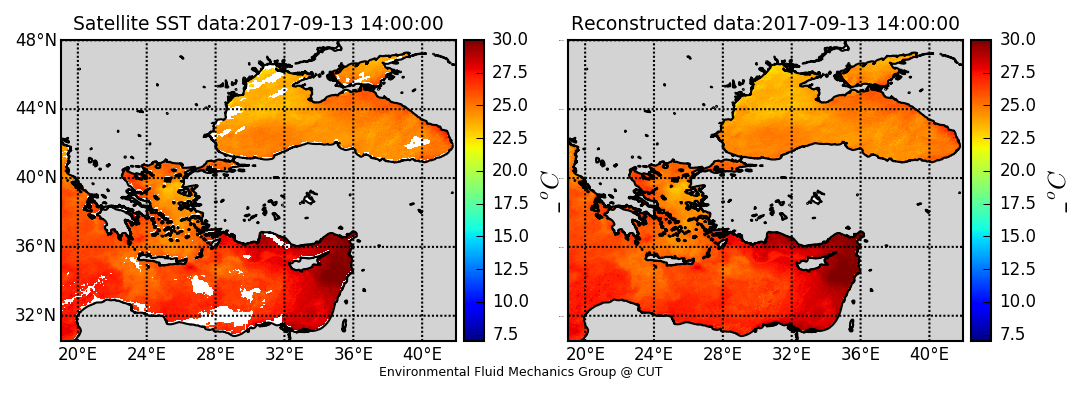 Satellite SST data:2017-09-13 14:00:00
48°N
44°N
40°N
36°N
32°N
20°E 24°E 28°E 32°E 36°E 40°E
30.0
27.5
25.0
22.5
20.0
17.5
15.0
12.5
10.0
7.5
_ °C
Reconstructed data:2017-09-13 14:00:00
20°E 24°E 28°E 32°E 36°E 40°E
30.0
27.5
25.0
22.5
20.0
17.5
15.0
12.5
10.0
7.5
_ °C
Environmental Fluid Mechanics Group @ CUT